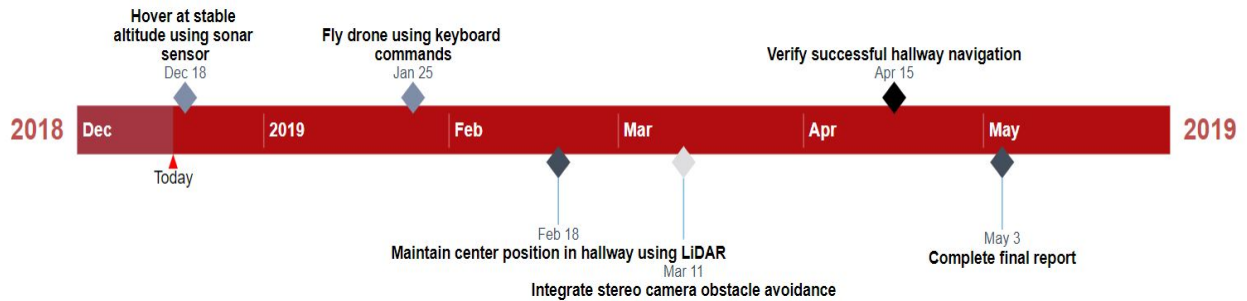 Hover at stable
altitude using sonar
sensor
Dec 18
Fly drone using keyboard
commands
Jan 25
Verify successful hallway navigation
Apr 15
2018
Dec
2019
Feb
Mar
Apr
May
2019
Today
Feb 18
Maintain center position in hallway using LiDAR
Mar 11
Integrate stereo camera obstacle avoidance
May 3
Complete final report